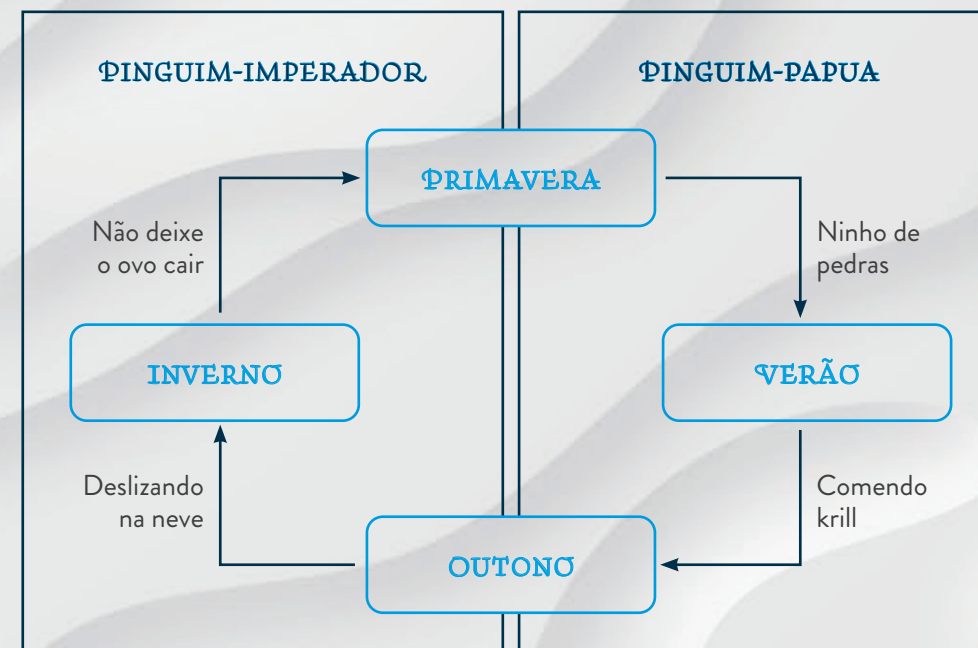 PINGUIM-IMPERADOR
PINGUIM-PAPUA
PRIMAVERA
Não deixe
o ovo cair
Ninho de
pedras
INVERNO
VERÃO
Deslizando
na neve
Comendo
krill
OUTONO